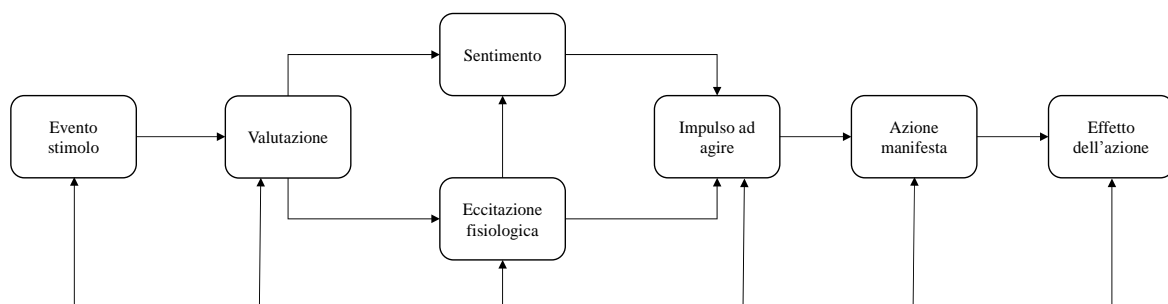 Sentimento
Evento
stimolo
Valutazione
Impulso ad
agire
Azione
manifesta
Effetto
dell’azione
Eccitazione
fisiologica